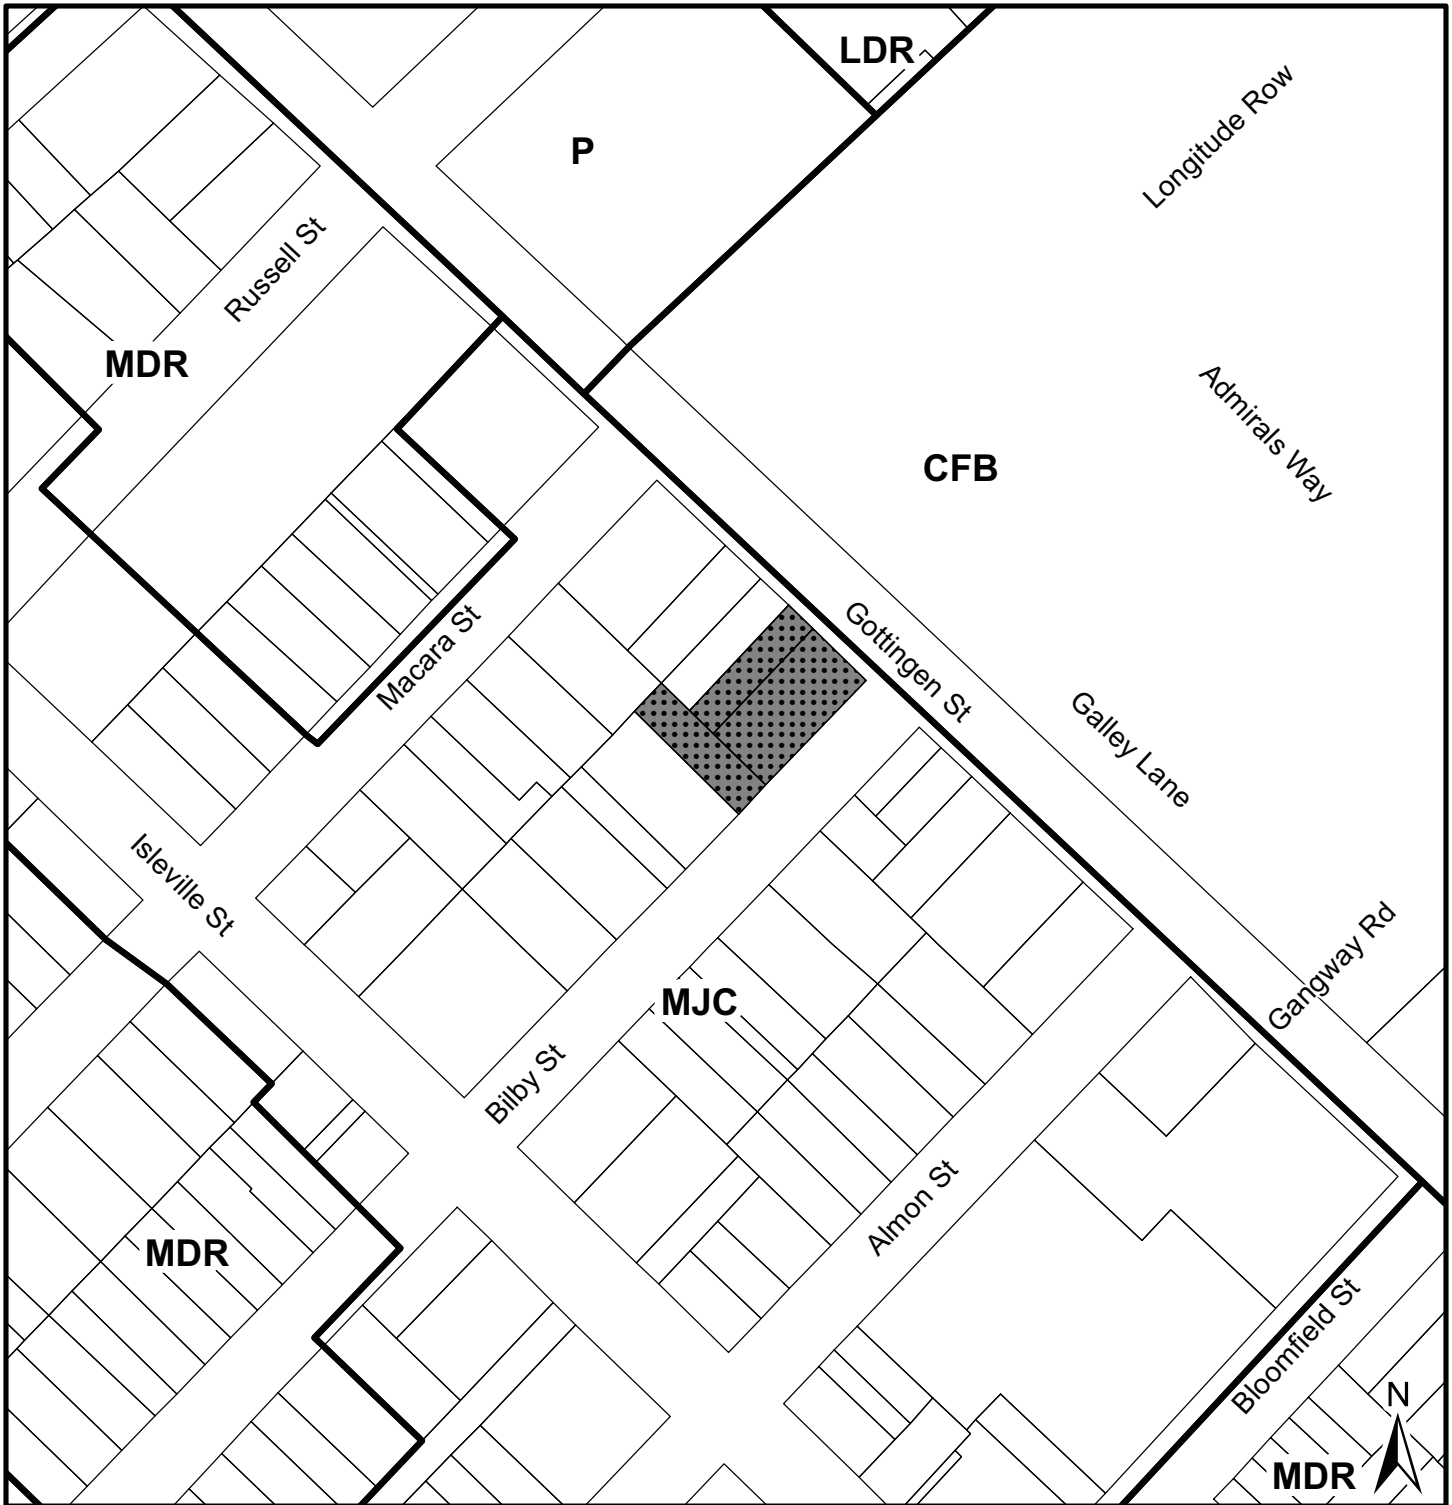 LDR
Longitude Row
P
Russell St
MDR
Admirals Way
CFB
Gottingen St
Macara St
Galley Lane
Isleville St
Gangway Rd
MJC
Bilby St
Almon St
MDR
Bloomfield St
N
MDR